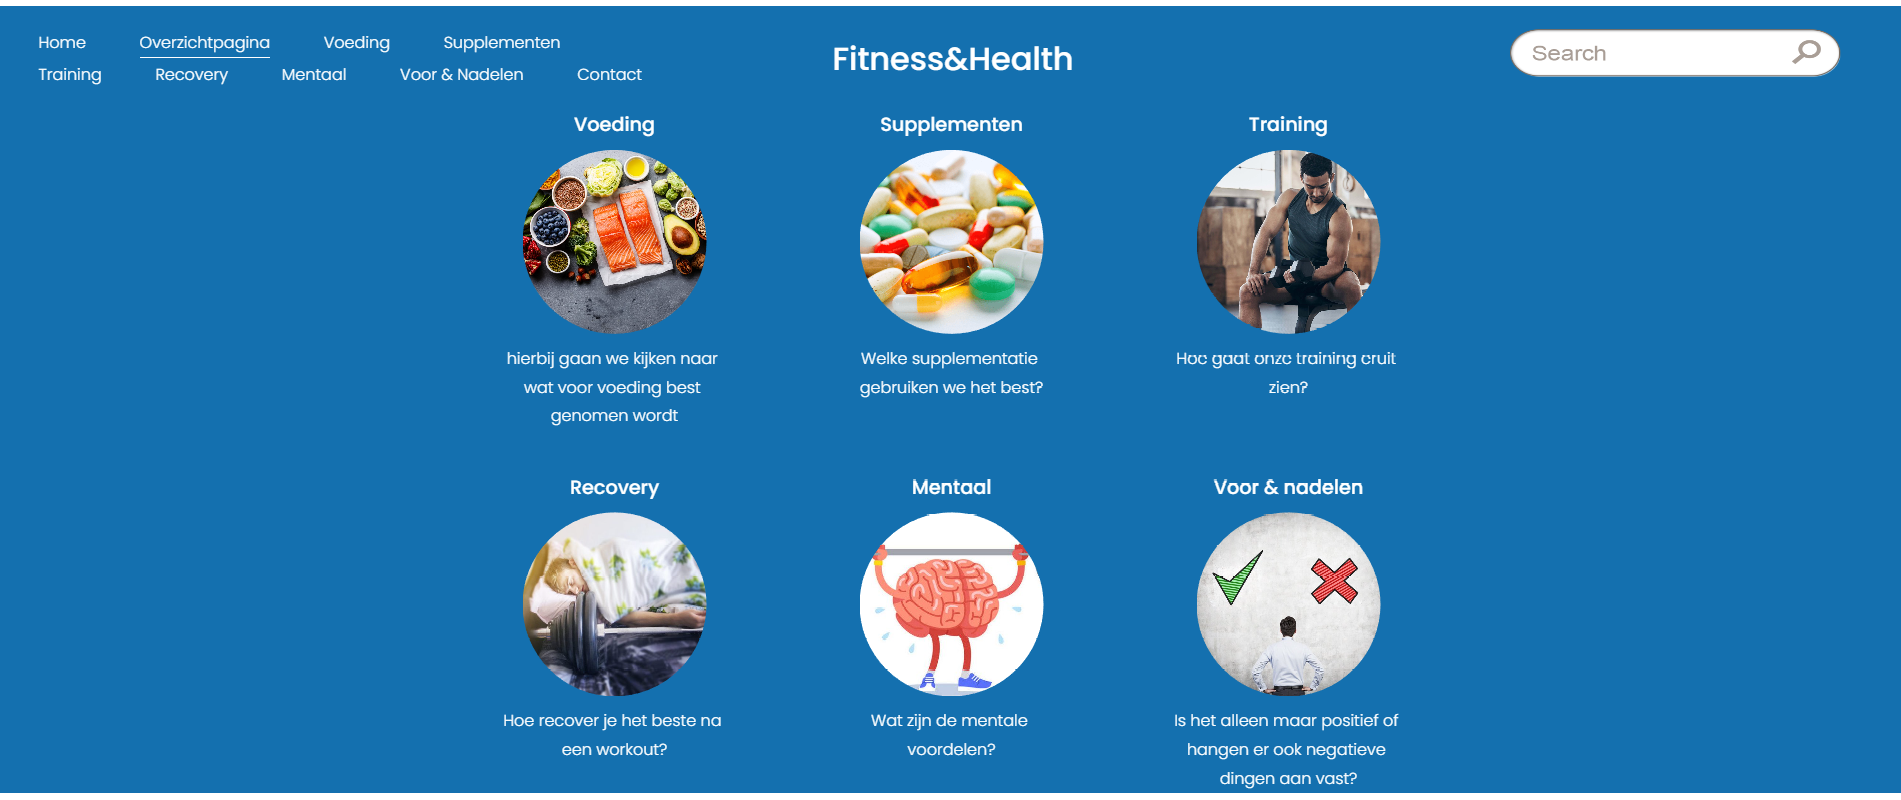 Home Overzichtpagina Voeding Supplementen
Training Recovery Mentaal Voor & Nadelen Contact
Fitness&Health
Search
Voeding
hierbij gaan we kijken naar
wat voor voeding best
genomen wordt
Supplementen
Welke supplementatie
gebruiken we het best?
Training
Hoe gaat onze training eruit
zien?
Recovery
Hoe recover je het beste na
een workout?
Mentaal
Wat zijn de mentale
voordelen?
Voor & nadelen
Is het alleen maar positief of
hangen er ook negatieve
dingen aan vast?